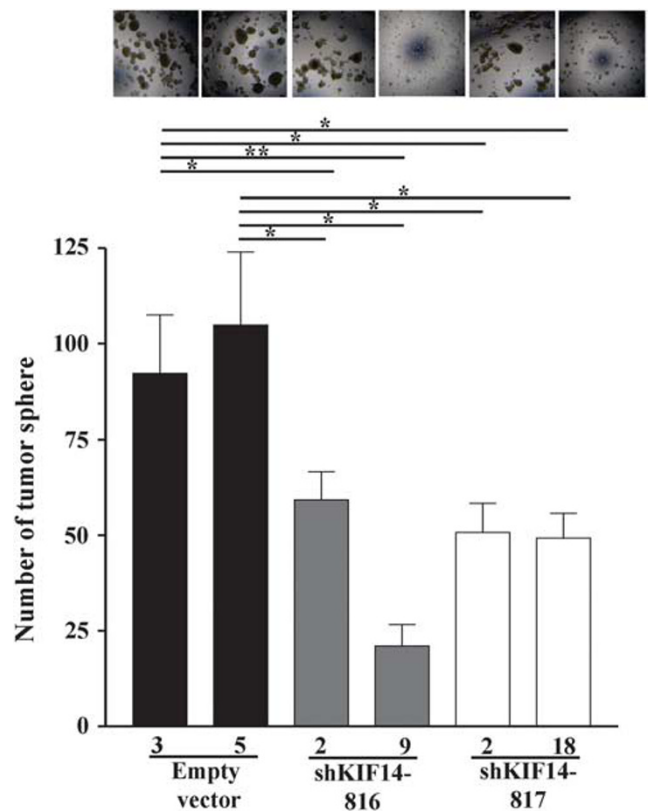 *
*
**
*
*
*
*
*
125
100
75
50
25
0
Number of tumor sphere
3 5 2 9 2 18
Empty vector
shKIF14-816
shKIF14-817